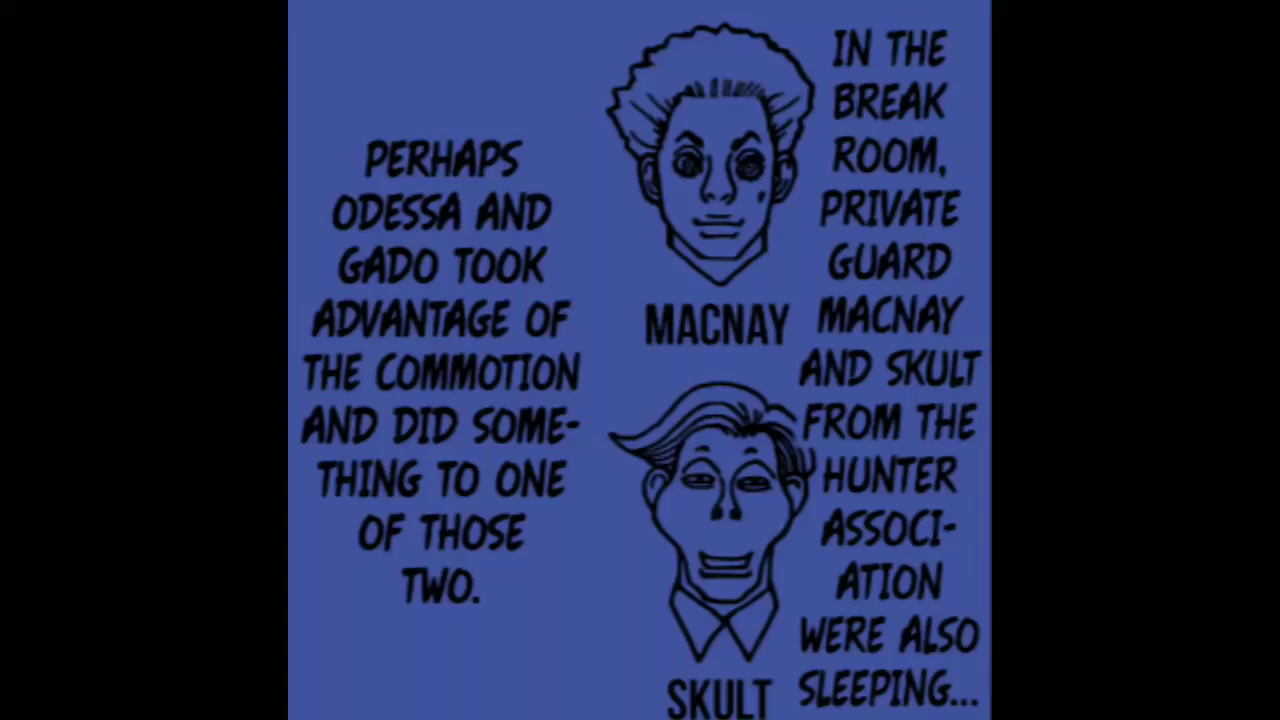 IN THE
BREAK
ROOM,
PRIVATE
GUARD
MACNAY
AND SKULT
FROM THE
HUNTER
ASSOCI-
ATION
WERE ALSO
SLEEPING...
MACNAY
SKULT
PERHAPS
ODESSA AND
GADO TOOK
ADVANTAGE OF
THE COMMOTION
AND DID SOME-
THING TO ONE
OF THOSE
TWO.